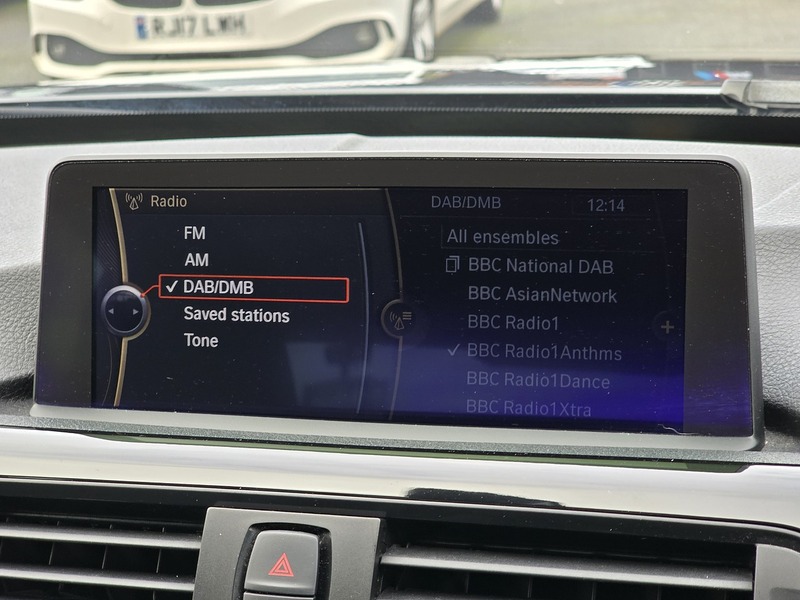 RJ17 LWH
Radio
FM
AM
✓ DAB/DMB
Saved stations
Tone
DAB/DMB 12:14
All ensembles
BBC National DAB
BBC AsianNetwork
BBC Radio1
✓ BBC Radio1Anthms
BBC Radio1Dance
BBC Radio1Xtra